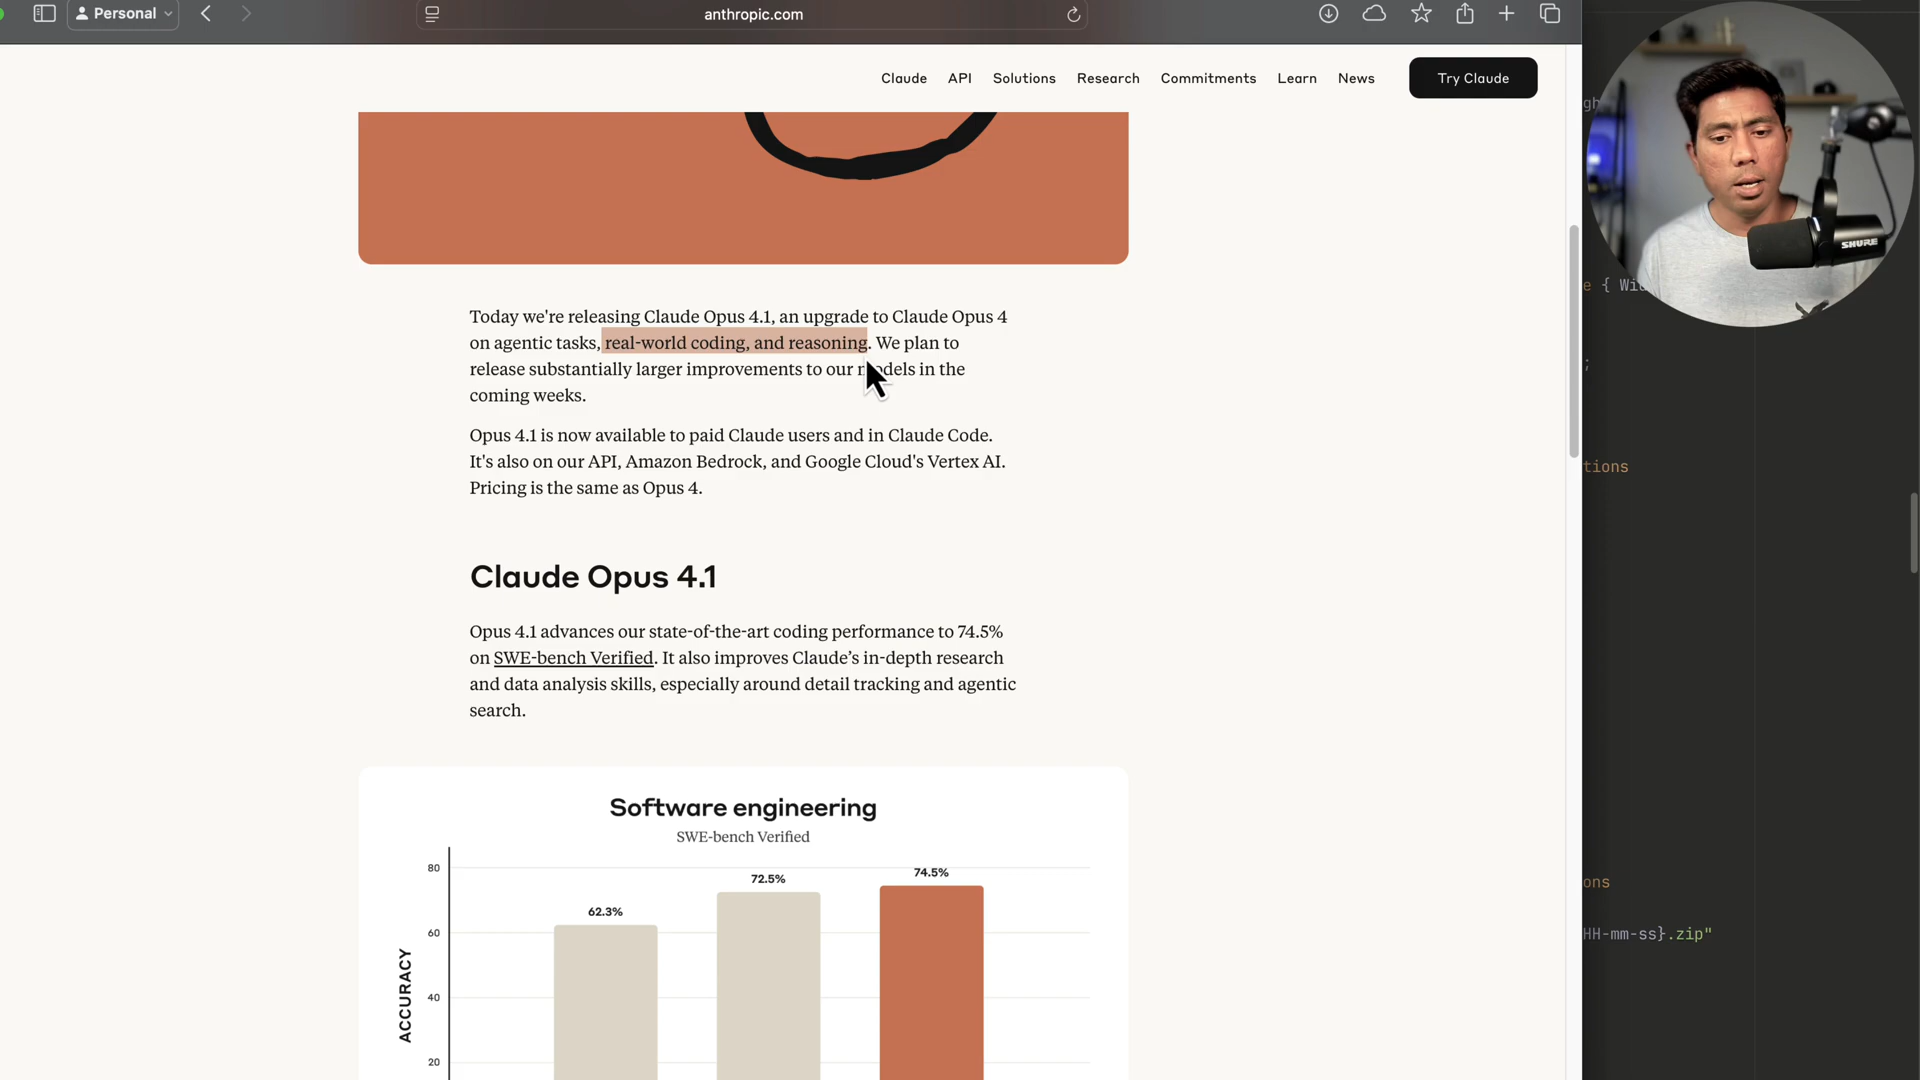 Personal
anthropic.com
Claude API Solutions Research Commitments Learn News Try Claude
Today we're releasing Claude Opus 4.1, an upgrade to Claude Opus 4
on agentic tasks, real-world coding, and reasoning. We plan to
release substantially larger improvements to our models in the
coming weeks.
Opus 4.1 is now available to paid Claude users and in Claude Code.
It's also on our API, Amazon Bedrock, and Google Cloud's Vertex AI.
Pricing is the same as Opus 4.
Claude Opus 4.1
Opus 4.1 advances our state-of-the-art coding performance to 74.5%
on SWE-bench Verified. It also improves Claude’s in-depth research
and data analysis skills, especially around detail tracking and agentic
search.
Software engineering
SWE-bench Verified
80
60
40
20
ACCURACY
62.3%
72.5%
74.5%
SHURE
e {
;
tions
ons
HH-mm-ss}.zip"